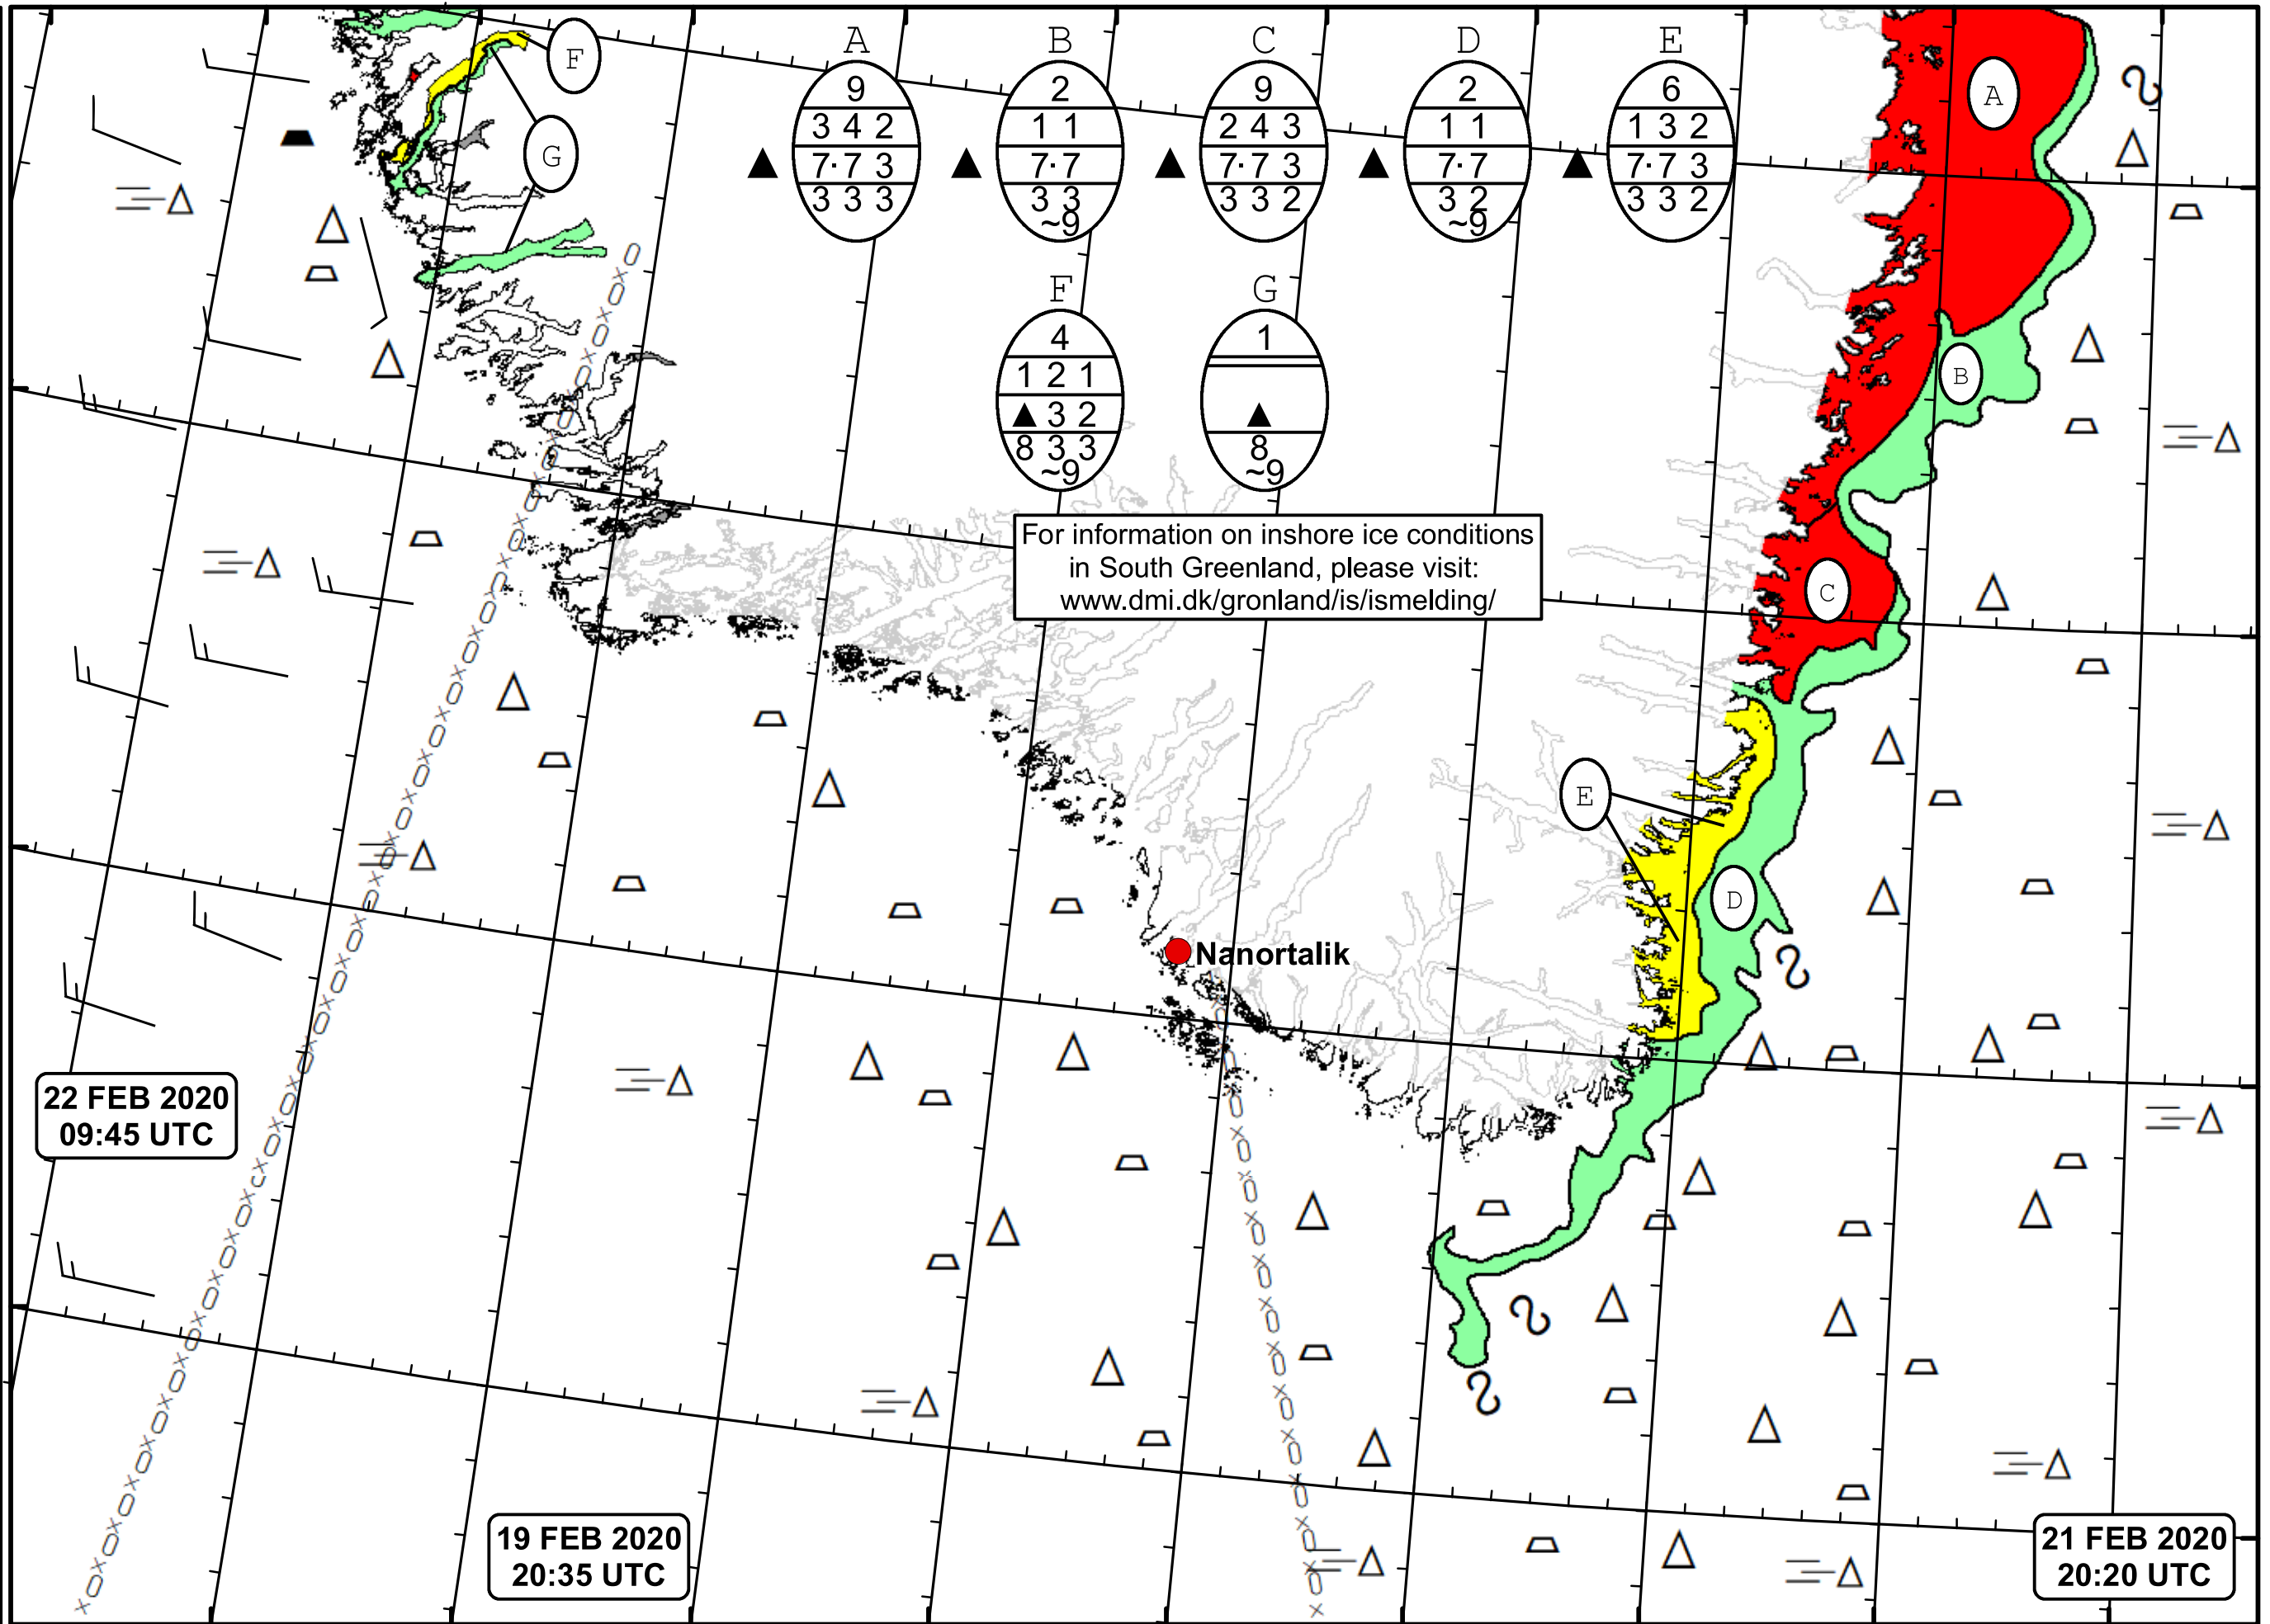 A B C D E
9 2 9 2 6
3 4 2 1 1 2 4 3 1 1 1 3 2
▲ 7· 7 3 ▲ 7· 7 ▲ 7· 7 3 ▲ 7· 7 ▲ 7· 7 3
3 3 3 3 3 3 3 2 3 2 3 3 2
~9 ~9
F G
4 1
1 2 1
▲ 3 2 ▲
8 3 3 8
~9 ~9
F
G
A
B
C
D
E
For information on inshore ice conditions
in South Greenland, please visit:
www.dmi.dk/gronland/is/ismelding/
Nanortalik
22 FEB 2020
09:45 UTC
19 FEB 2020
20:35 UTC
21 FEB 2020
20:20 UTC